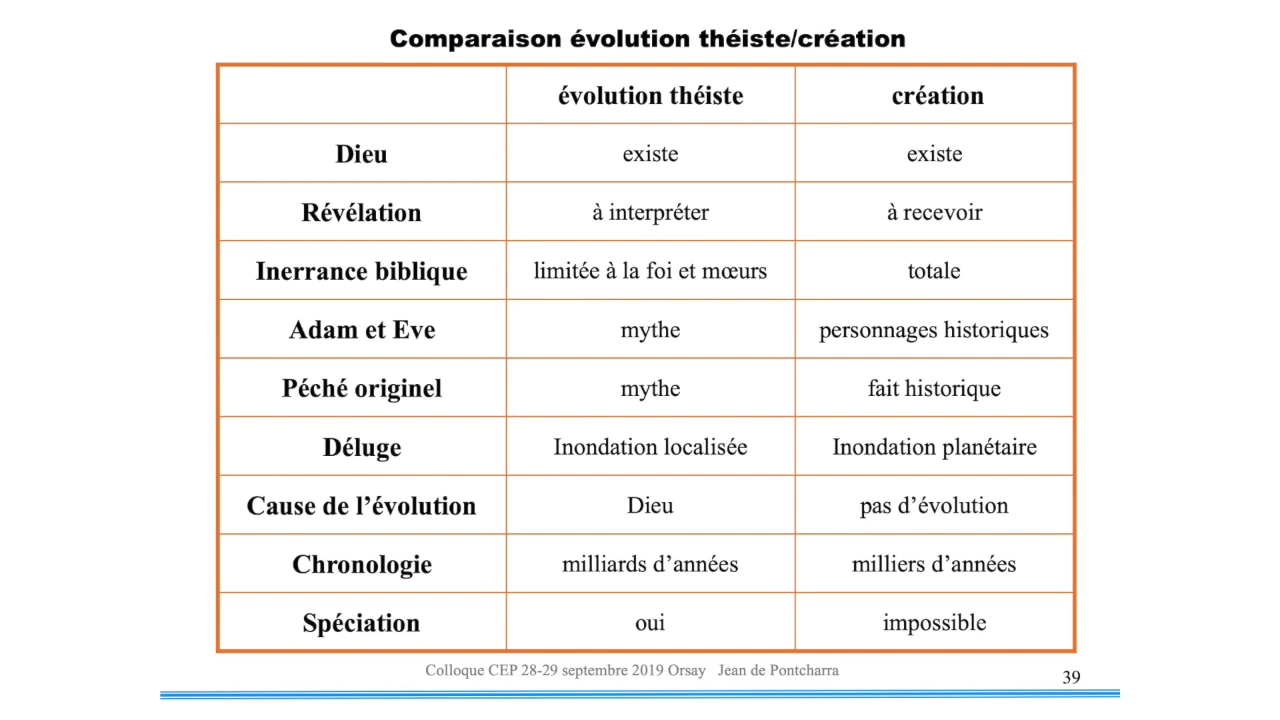 Comparaison évolution théiste/création
évolution théiste création
Dieu existe existe
Révélation à interpréter à recevoir
Inerrance biblique limitée à la foi et mœurs totale
Adam et Eve mythe personnages historiques
Péché originel mythe fait historique
Déluge Inondation localisée Inondation planétaire
Cause de l’évolution Dieu pas d’évolution
Chronologie milliards d’années milliers d’années
Spéciation oui impossible
Colloque CEP 28-29 septembre 2019 Orsay Jean de Pontcharra
39